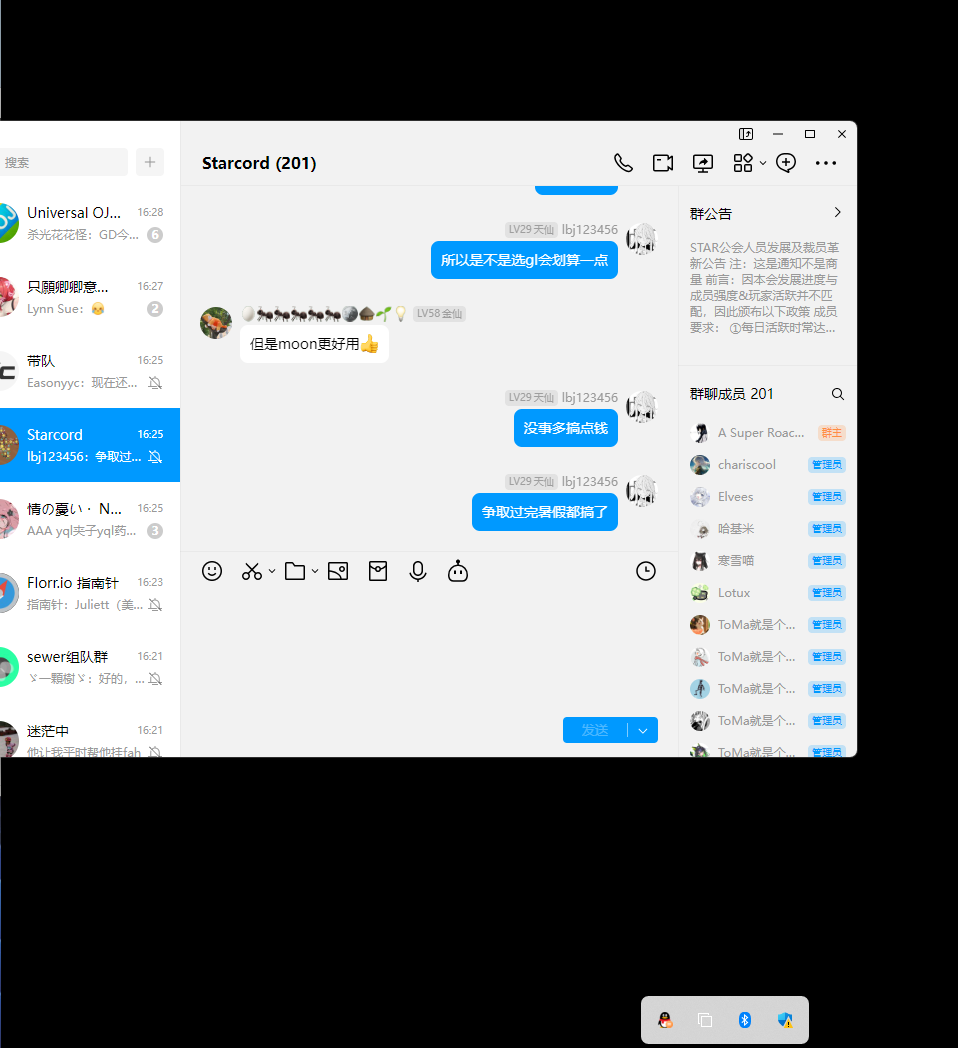 搜索
Universal OJ... 16:28
杀光花花怪：GD今... 6
只願卿卿意... 16:27
Lynn Sue： 2
带队 16:25
Easonyyc：现在还...
Starcord 16:25
lbj123456：争取过...
情の憂い · N... 16:25
AAA yql夹子yql药... 3
Florr.io 指南针 16:23
指南针：Juliett（美...
sewer组队群 16:21
ゞ一顆樹ゞ：好的，...
迷茫中 16:21
他让我平时帮他挂fah
Starcord (201)
LV29 天仙 lbj123456
所以是不是选gl会划算一点
LV58 金仙
但是moon更好用👍
LV29 天仙 lbj123456
没事多搞点钱
LV29 天仙 lbj123456
争取过完暑假都搞了
发送
群公告
STAR公会人员发展及裁员革
新公告 注：这是通知不是商
量 前言：因本会发展进度与
成员强度&玩家活跃并不匹
配，因此颁布以下政策 成员
要求： ①每日活跃时常达...
群聊成员 201
A Super Roac... 群主
chariscool 管理员
Elvees 管理员
哈基米 管理员
寒雪喵 管理员
Lotux 管理员
ToMa就是个... 管理员
ToMa就是个... 管理员
ToMa就是个... 管理员
ToMa就是个... 管理员
ToMa就是个... 管理员